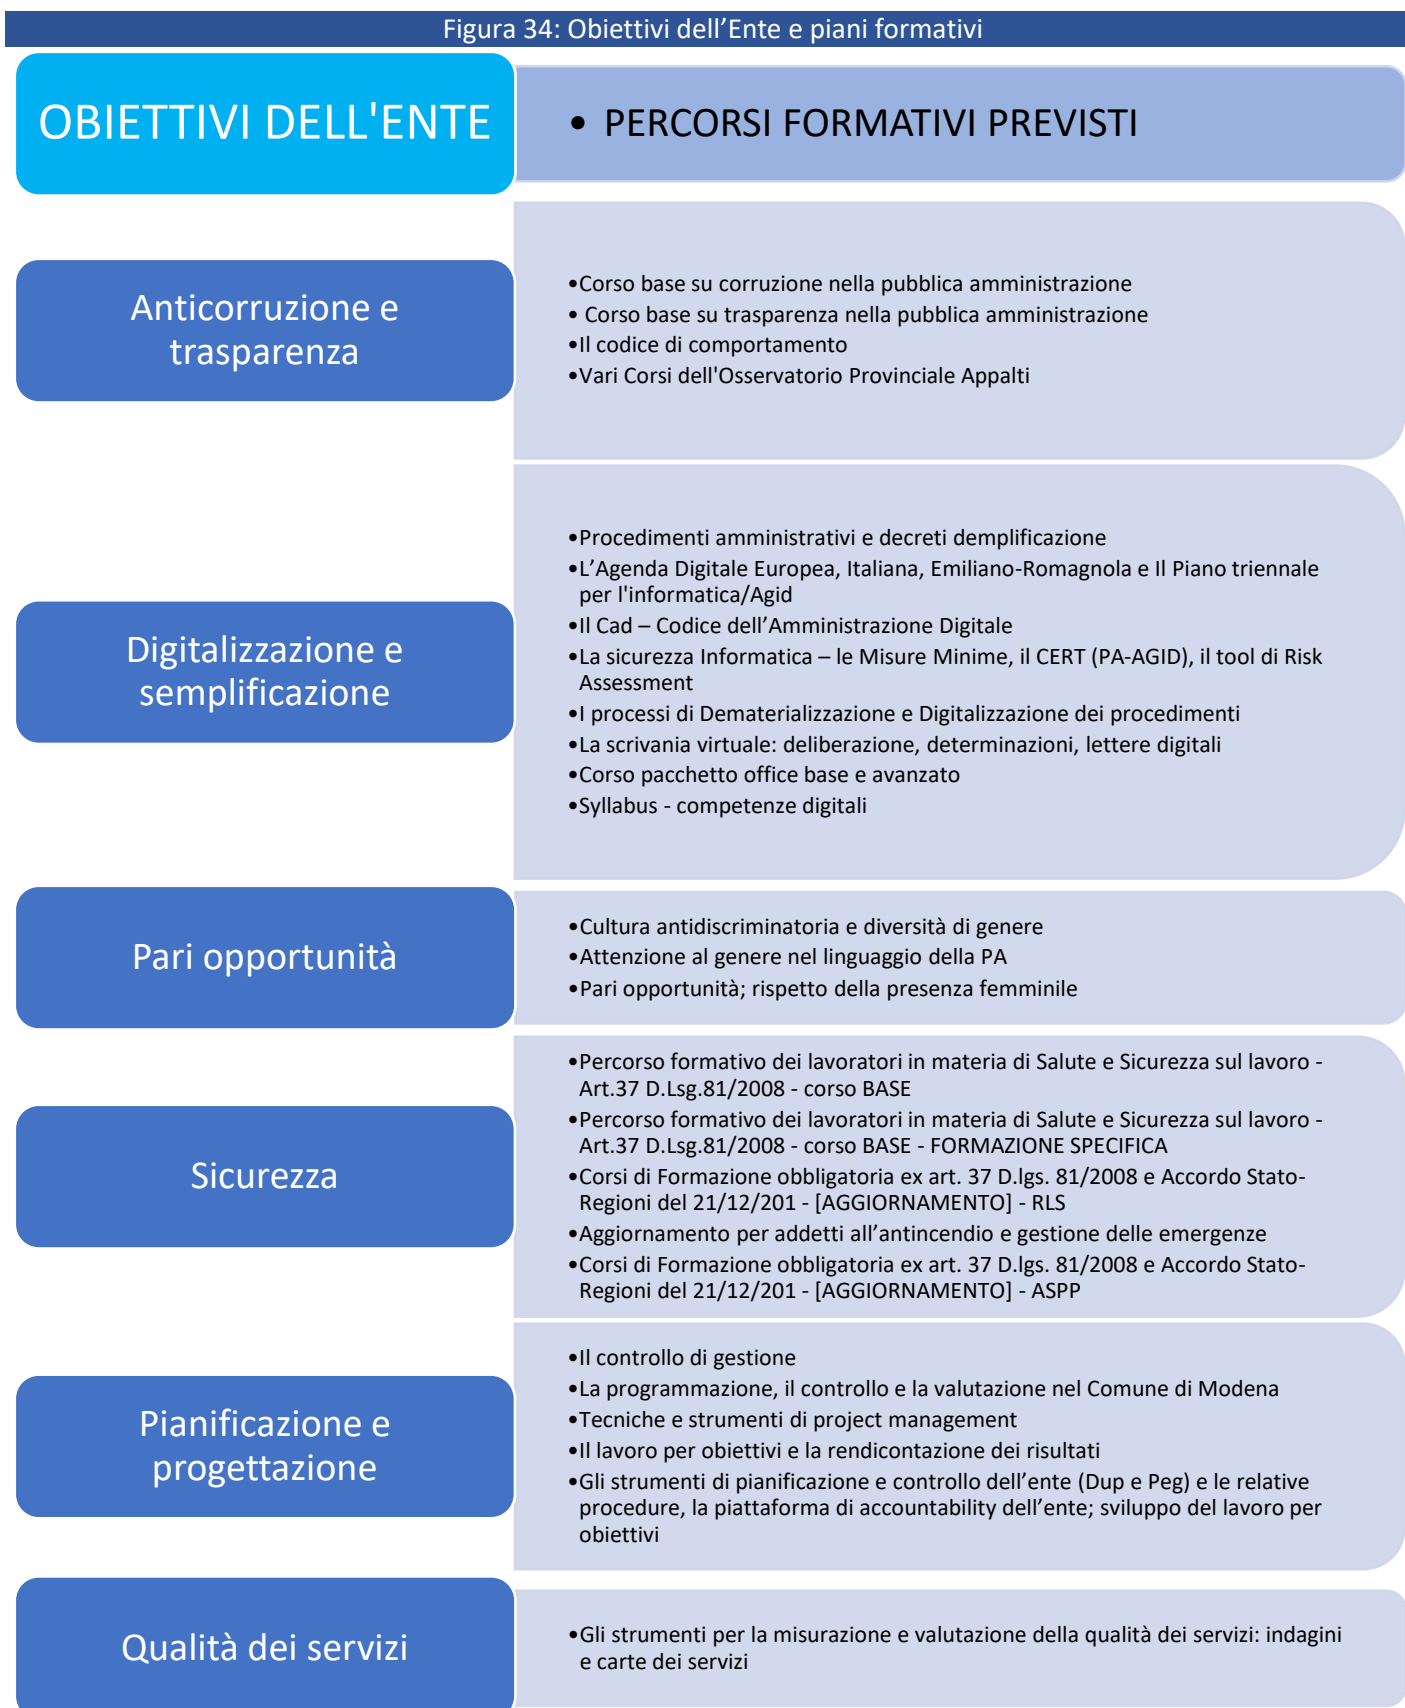 Figura 34: Obiettivi dell’Ente e piani formativi
OBIETTIVI DELL'ENTE
• PERCORSI FORMATIVI PREVISTI
Anticorruzione e
trasparenza
•Corso base su corruzione nella pubblica amministrazione
• Corso base su trasparenza nella pubblica amministrazione
•Il codice di comportamento
•Vari Corsi dell'Osservatorio Provinciale Appalti
Digitalizzazione e
semplificazione
•Procedimenti amministrativi e decreti demplificazione
•L’Agenda Digitale Europea, Italiana, Emiliano-Romagnola e Il Piano triennale
per l'informatica/Agid
•Il Cad – Codice dell’Amministrazione Digitale
•La sicurezza Informatica – le Misure Minime, il CERT (PA-AGID), il tool di Risk
Assessment
•I processi di Dematerializzazione e Digitalizzazione dei procedimenti
•La scrivania virtuale: deliberazione, determinazioni, lettere digitali
•Corso pacchetto office base e avanzato
•Syllabus - competenze digitali
Pari opportunità
•Cultura antidiscriminatoria e diversità di genere
•Attenzione al genere nel linguaggio della PA
•Pari opportunità; rispetto della presenza femminile
Sicurezza
•Percorso formativo dei lavoratori in materia di Salute e Sicurezza sul lavoro -
Art.37 D.Lsg.81/2008 - corso BASE
•Percorso formativo dei lavoratori in materia di Salute e Sicurezza sul lavoro -
Art.37 D.Lsg.81/2008 - corso BASE - FORMAZIONE SPECIFICA
•Corsi di Formazione obbligatoria ex art. 37 D.lgs. 81/2008 e Accordo Stato-
Regioni del 21/12/201 - [AGGIORNAMENTO] - RLS
•Aggiornamento per addetti all’antincendio e gestione delle emergenze
•Corsi di Formazione obbligatoria ex art. 37 D.lgs. 81/2008 e Accordo Stato-
Regioni del 21/12/201 - [AGGIORNAMENTO] - ASPP
Pianificazione e
progettazione
•Il controllo di gestione
•La programmazione, il controllo e la valutazione nel Comune di Modena
•Tecniche e strumenti di project management
•Il lavoro per obiettivi e la rendicontazione dei risultati
•Gli strumenti di pianificazione e controllo dell’ente (Dup e Peg) e le relative
procedure, la piattaforma di accountability dell’ente; sviluppo del lavoro per
obiettivi
Qualità dei servizi
•Gli strumenti per la misurazione e valutazione della qualità dei servizi: indagini
e carte dei servizi